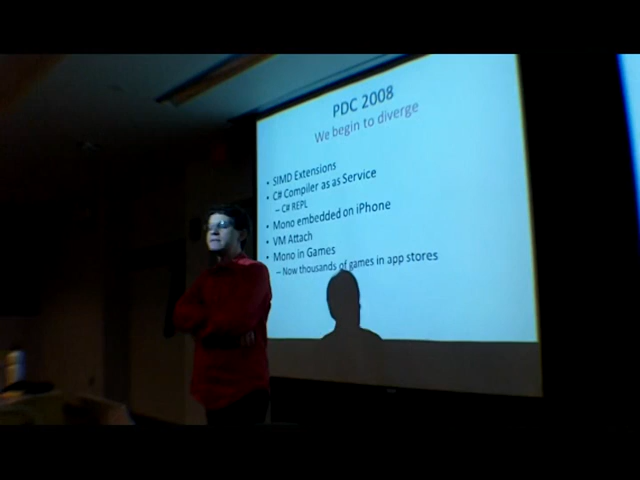 PDC 2008
We begin to diverge
• SIMD Extensions
• C# Compiler as as Service
– C# REPL
• Mono embedded on iPhone
• VM Attach
• Mono in Games
– Now thousands of games in app stores